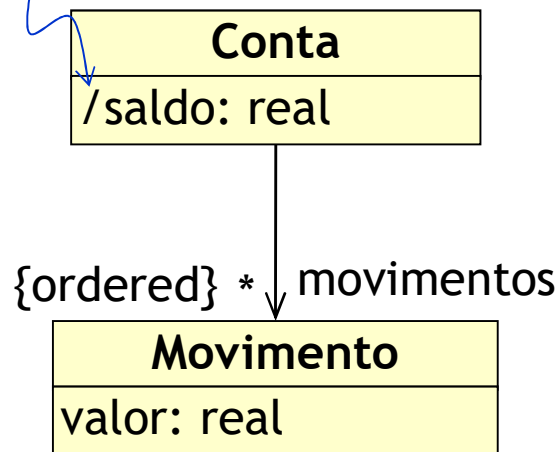 Conta
/saldo: real
{ordered} * movimentos
Movimento
valor: real